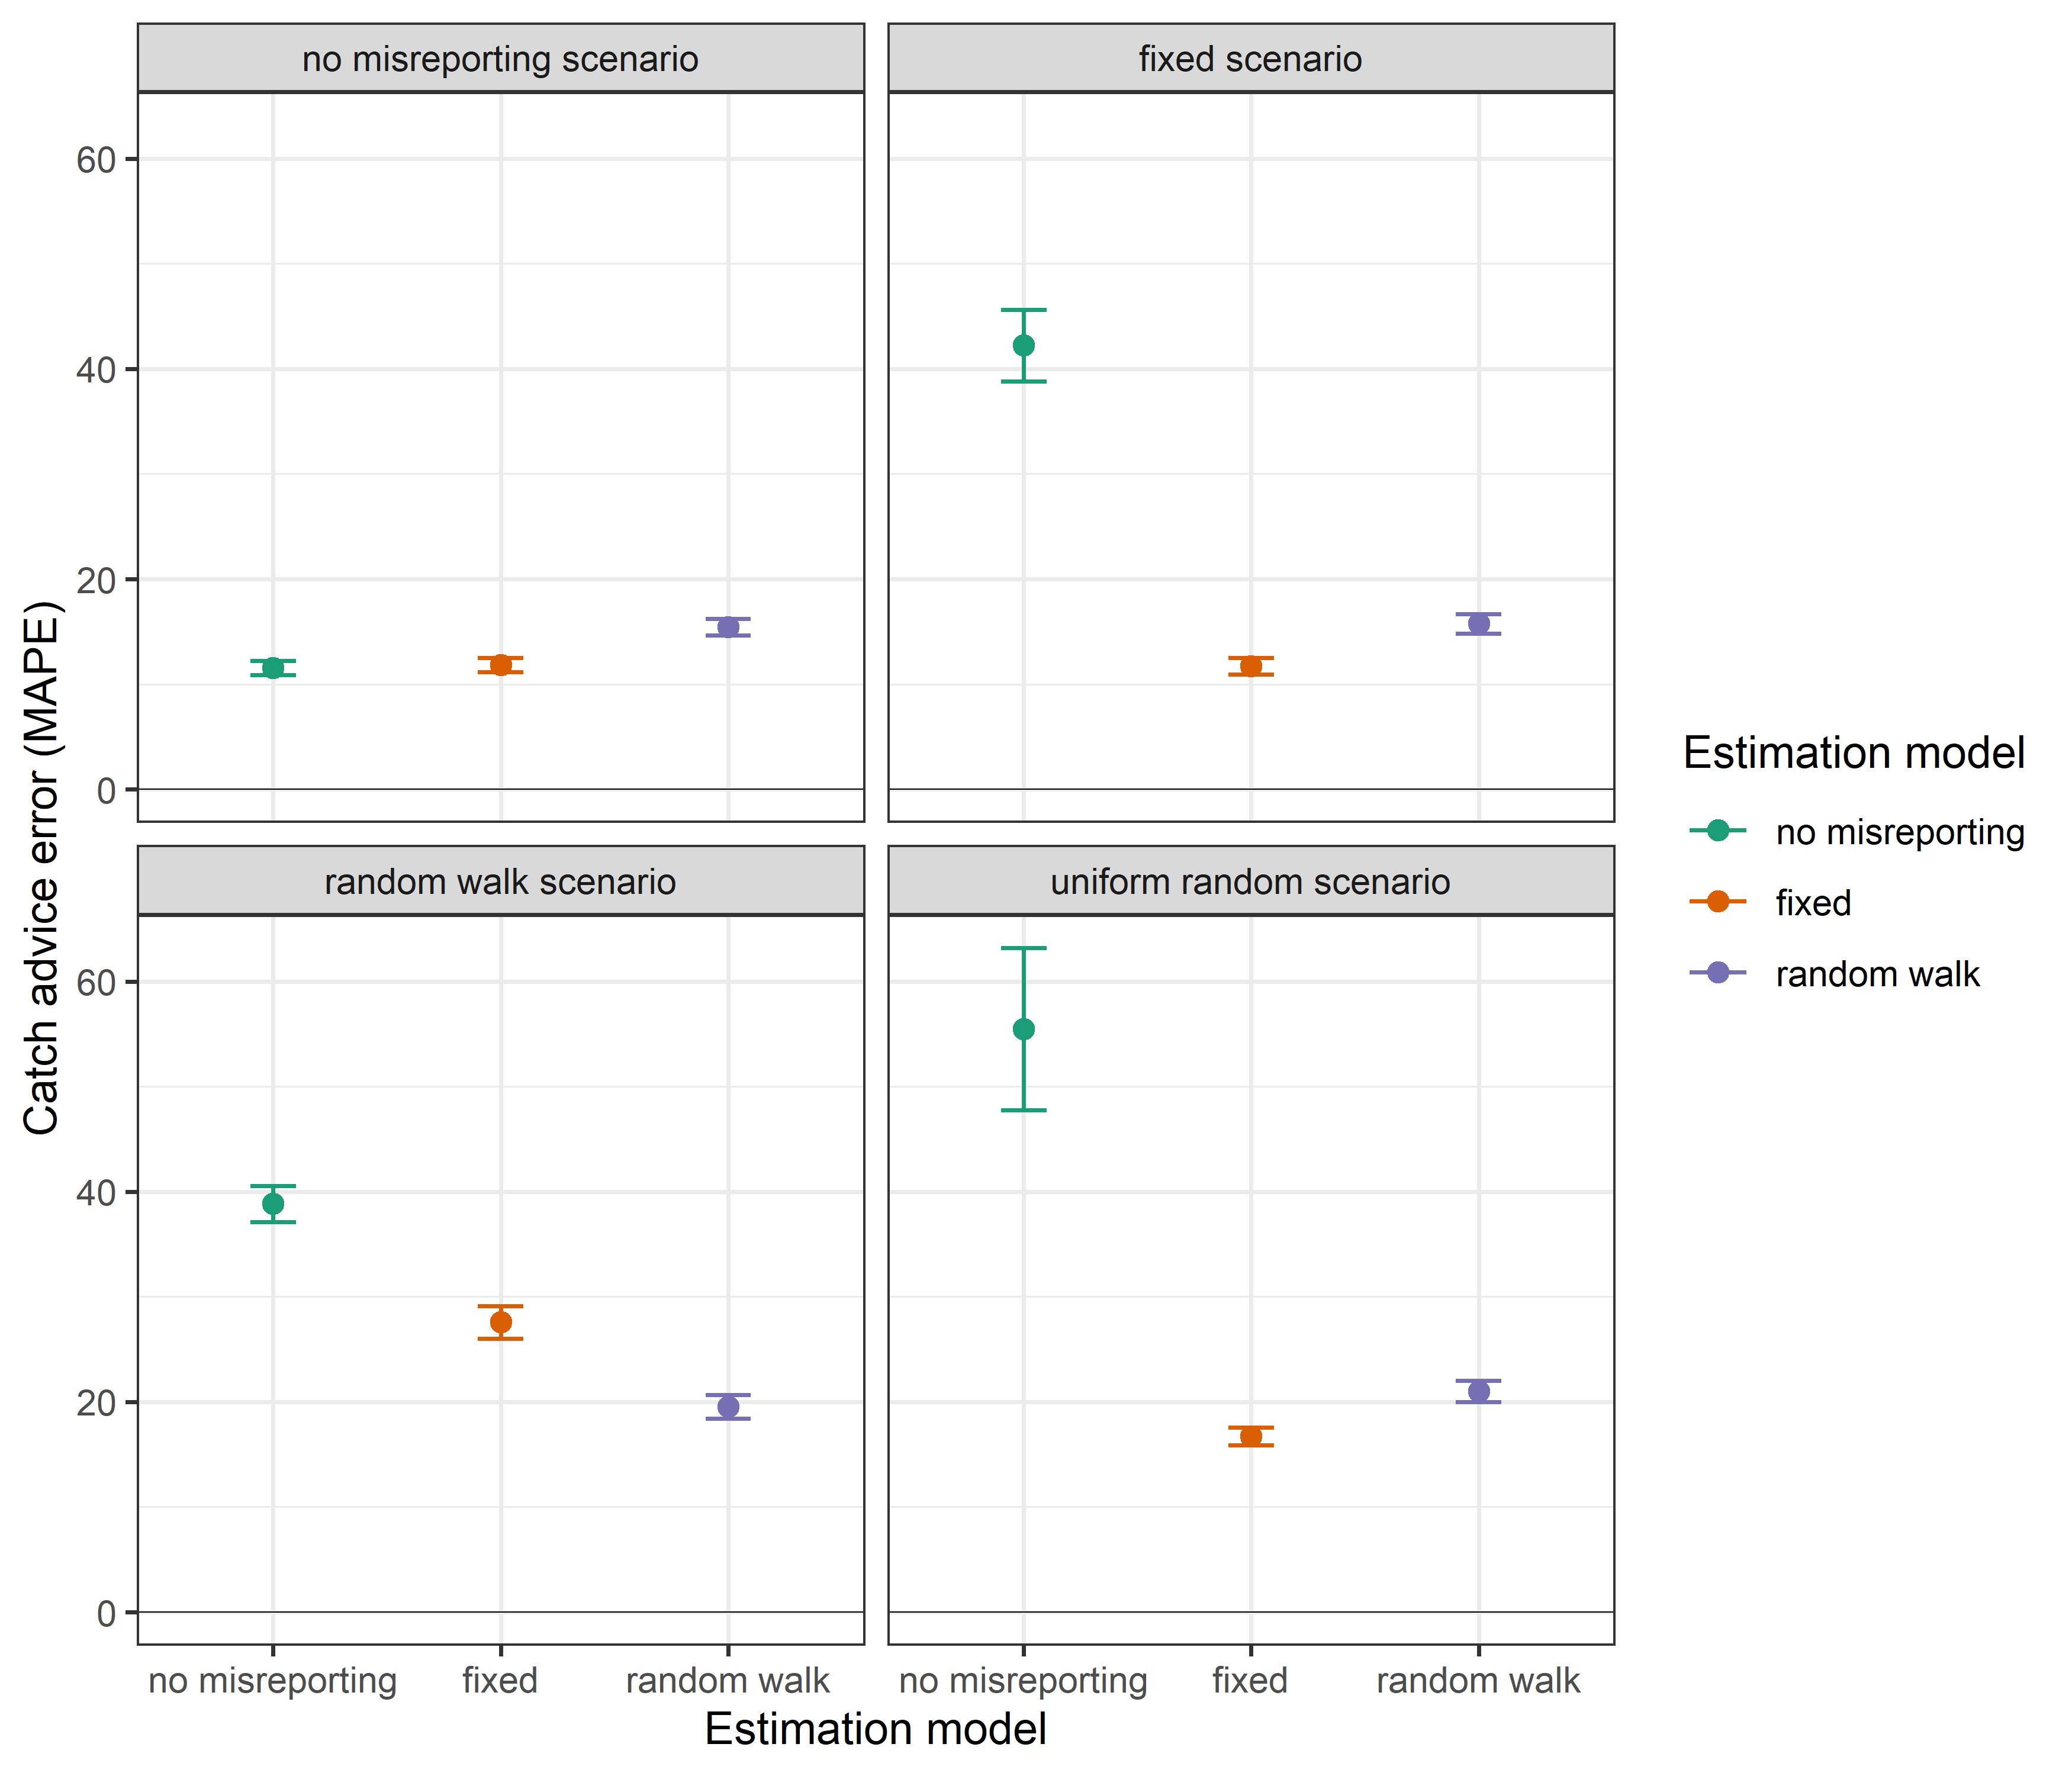 no misreporting scenario
fixed scenario
60
40
20
0
random walk scenario
uniform random scenario
60
40
20
0
no misreporting
fixed
random walk
no misreporting
fixed
random walk
Estimation model
Catch advice error (MAPE)
Estimation model
no misreporting
fixed
random walk